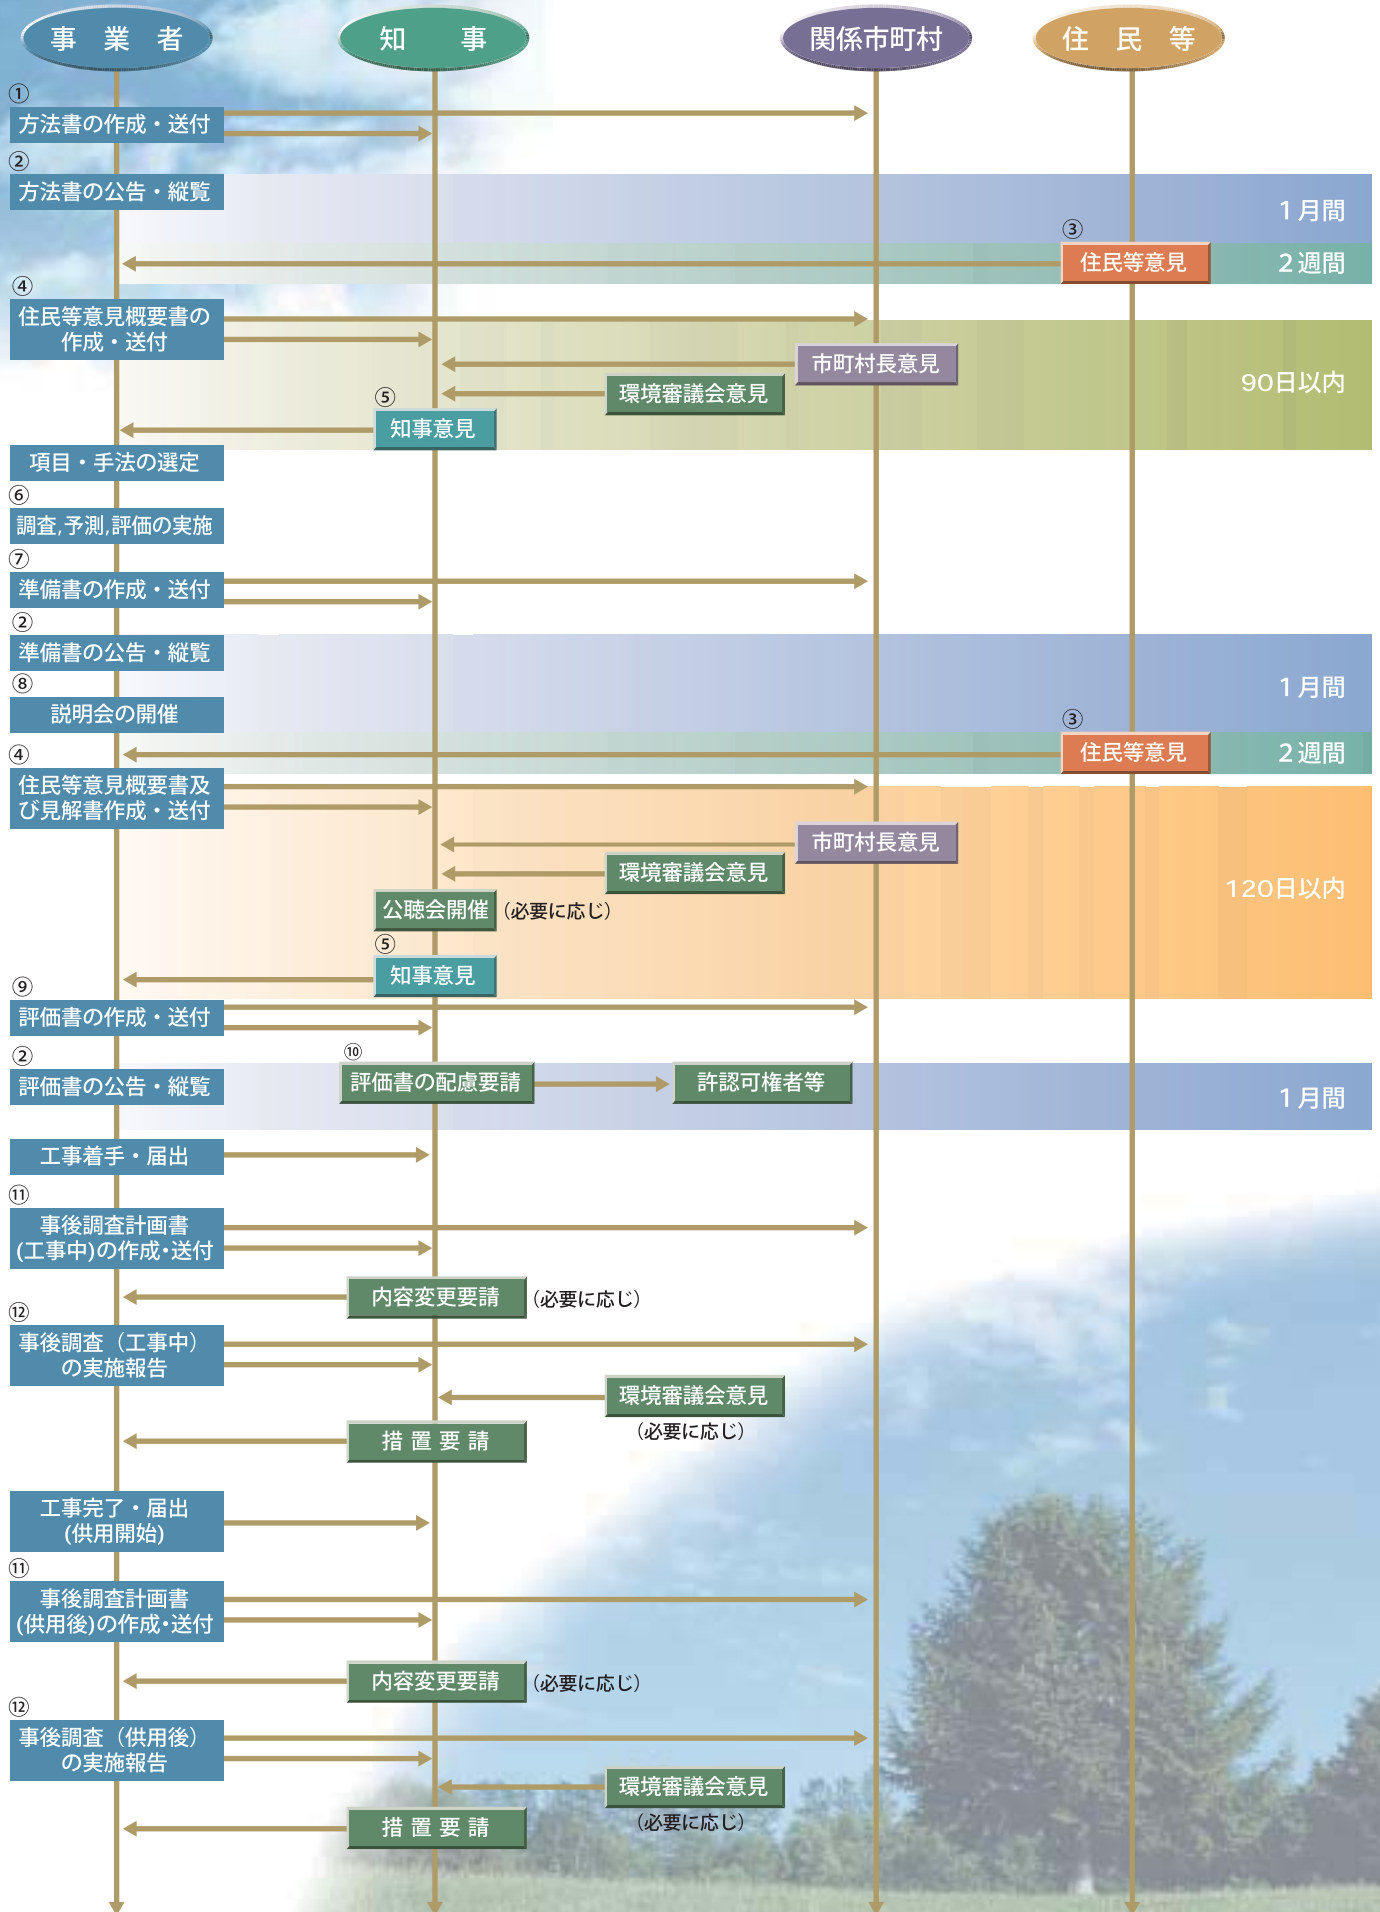 事業者
知事
関係市町村
住民等
①
方法書の作成・送付
②
方法書の公告・縦覧
1月間
③
住民等意見
2週間
④
住民等意見概要書の
作成・送付
市町村長意見
環境審議会意見
90日以内
⑤
知事意見
項目・手法の選定
⑥
調査,予測,評価の実施
⑦
準備書の作成・送付
②
準備書の公告・縦覧
⑧
説明会の開催
1月間
③
住民等意見
2週間
④
住民等意見概要書及
び見解書作成・送付
市町村長意見
環境審議会意見
120日以内
公聴会開催
(必要に応じ)
⑤
知事意見
⑨
評価書の作成・送付
②
評価書の公告・縦覧
⑩
評価書の配慮要請
許認可権者等
1月間
工事着手・届出
⑪
事後調査計画書
(工事中)の作成・送付
内容変更要請
(必要に応じ)
⑫
事後調査(工事中)
の実施報告
環境審議会意見
(必要に応じ)
措置要請
工事完了・届出
(供用開始)
⑪
事後調査計画書
(供用後)の作成・送付
内容変更要請
(必要に応じ)
⑫
事後調査(供用後)
の実施報告
環境審議会意見
(必要に応じ)
措置要請